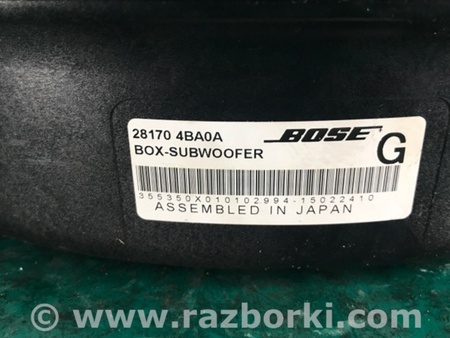 28170 4BA0A BOSE
BOX-SUBWOOFER G
355350X010102994-15022410
ASSEMBLED IN JAPAN
www.razborki.com